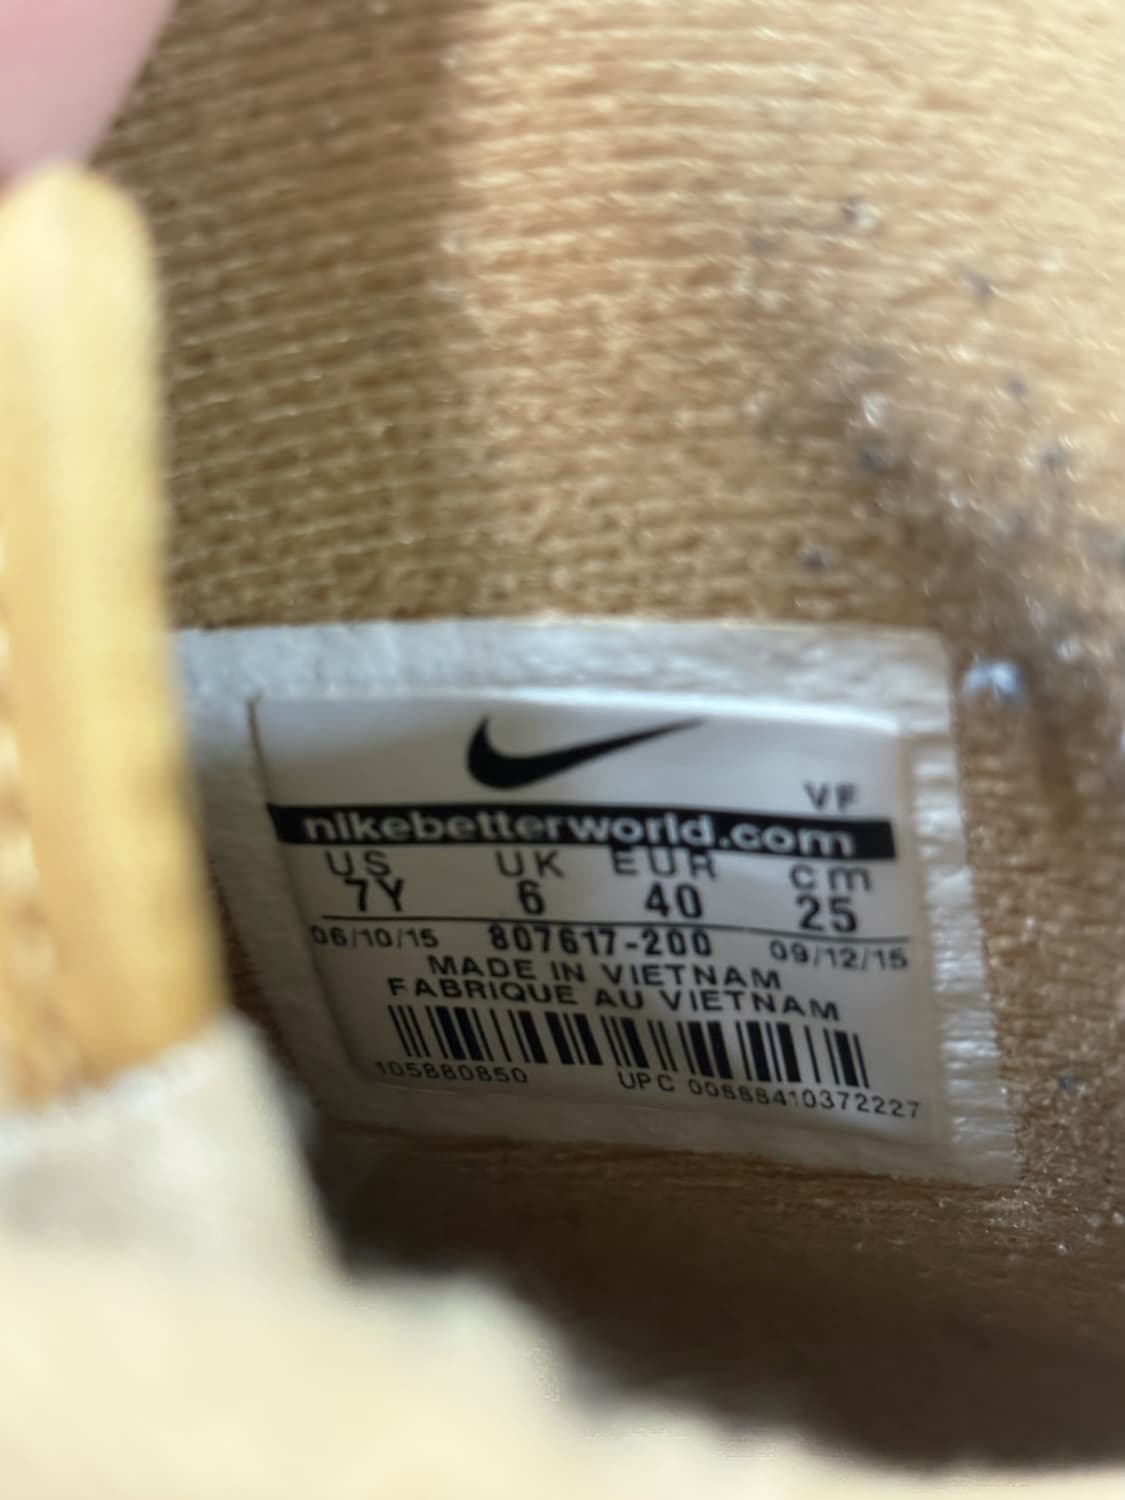 VF
nikebetterworld.com
US UK EUR cm
7Y 6 40 25
06/10/15 807617-200 09/12/15
MADE IN VIETNAM
FABRIQUE AU VIETNAM
105880850 UPC 00888410372227